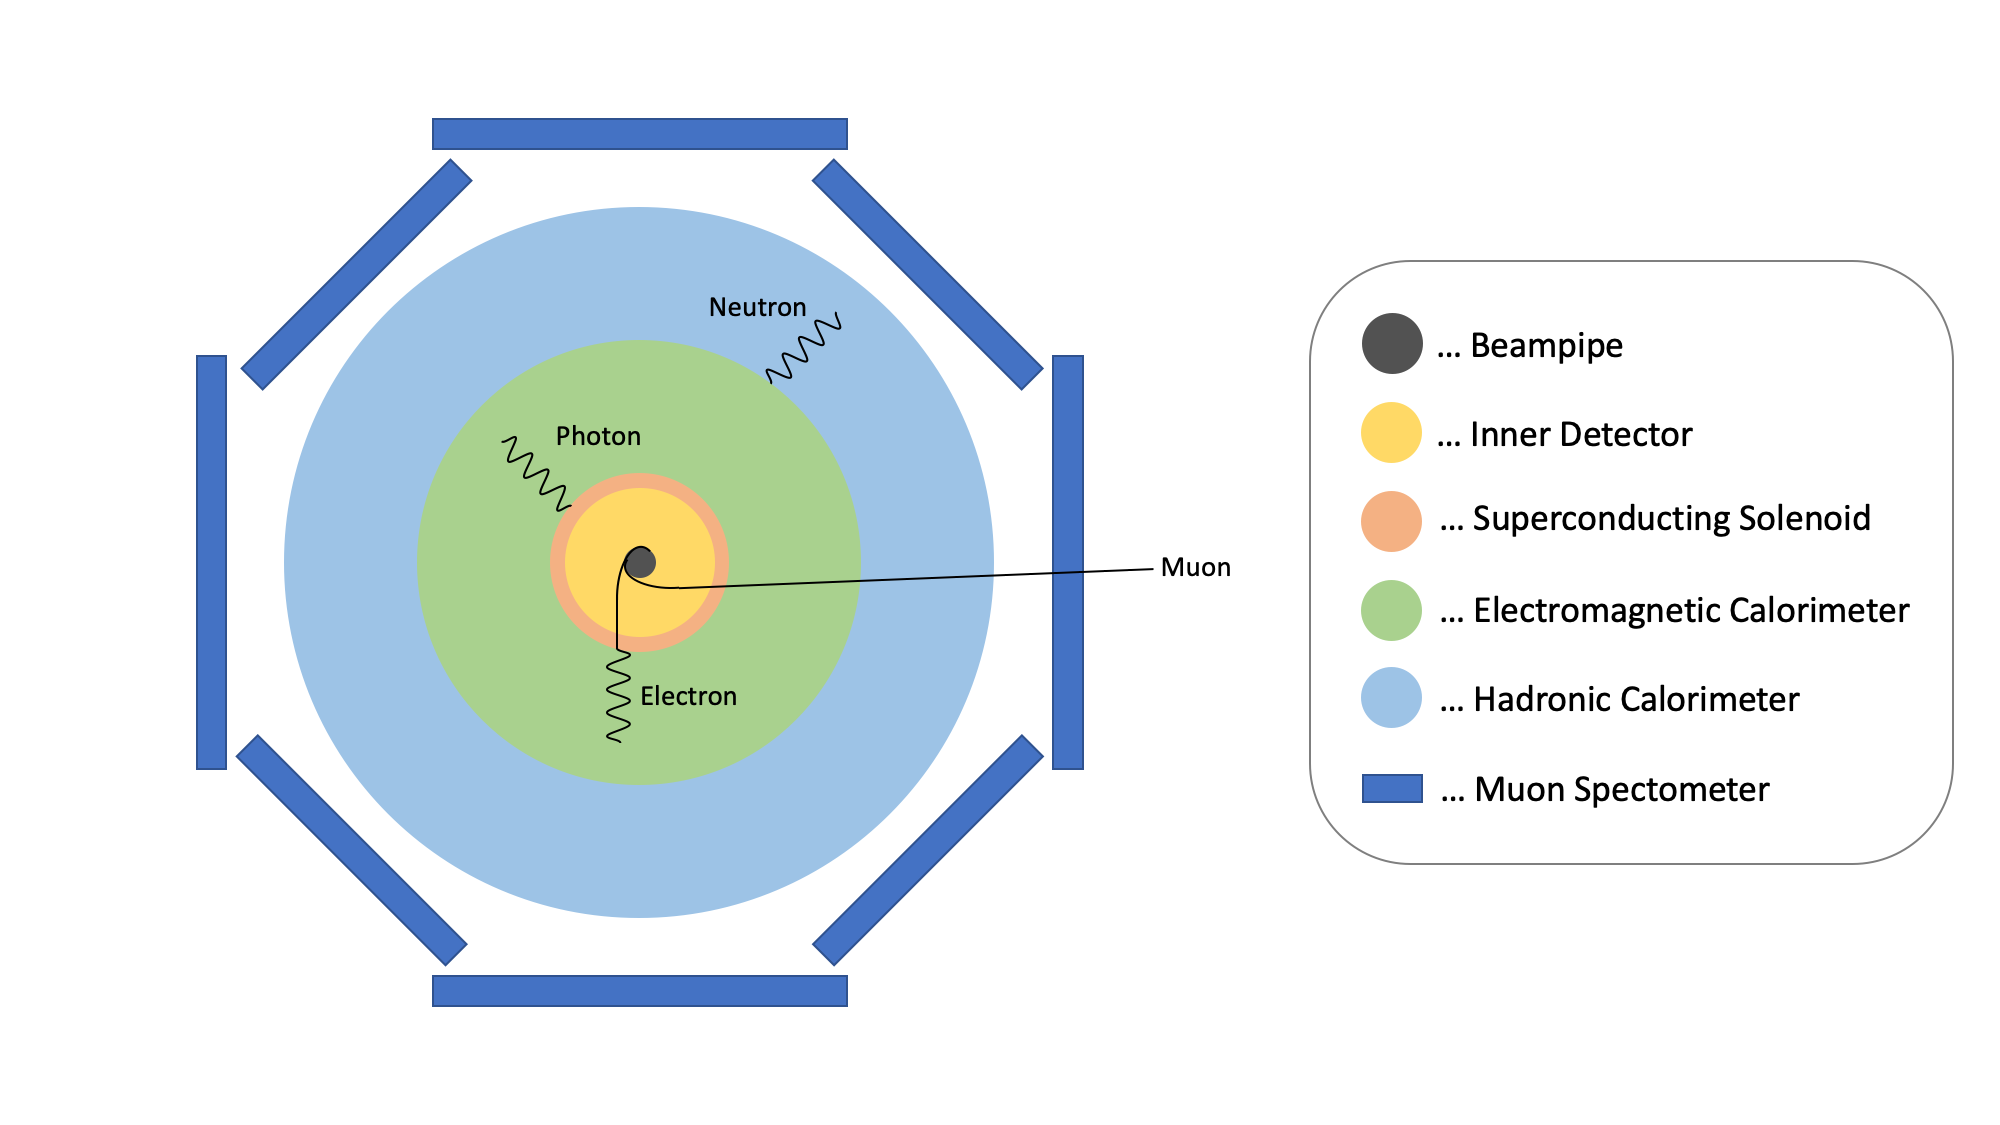 Neutron
Photon
Muon
Electron
... Beampipe
... Inner Detector
... Superconducting Solenoid
... Electromagnetic Calorimeter
... Hadronic Calorimeter
... Muon Spectometer